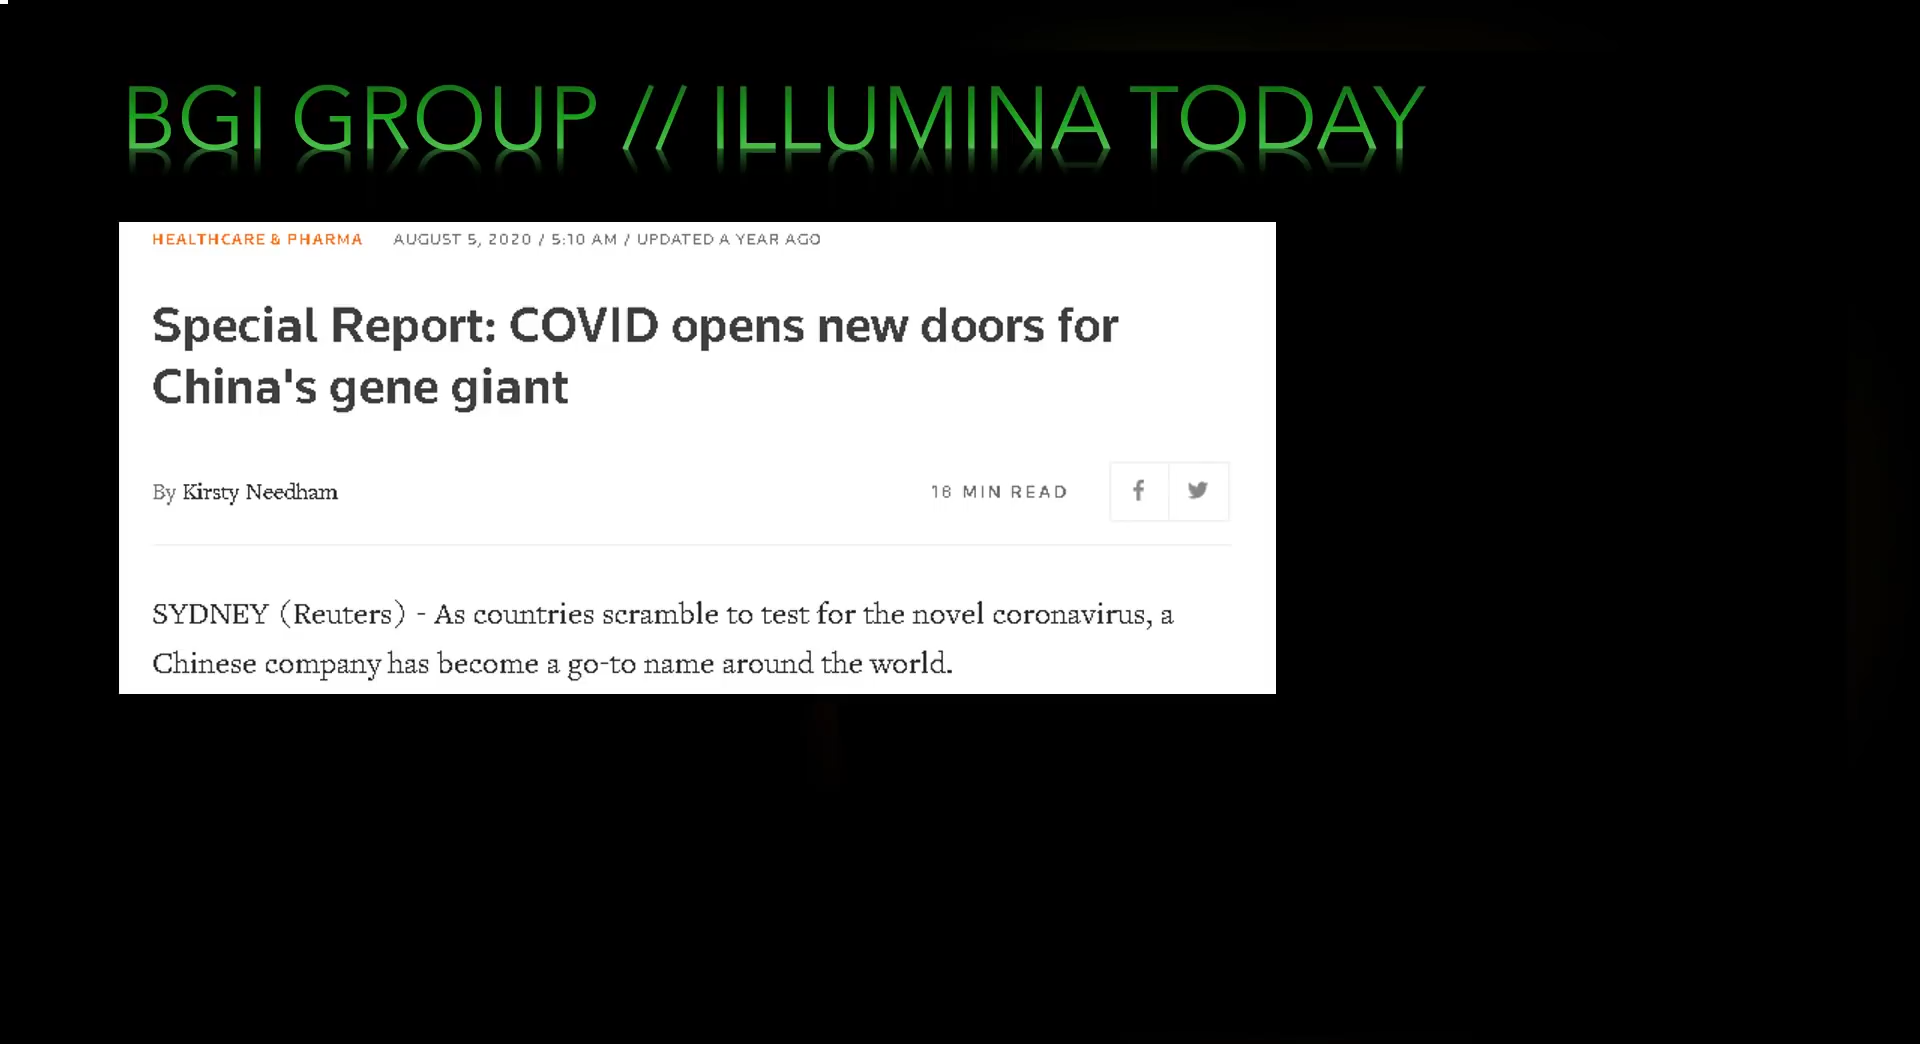 BGI GROUP // ILLUMINA TODAY
HEALTHCARE & PHARMA AUGUST 5, 2020 / 5:10 AM / UPDATED A YEAR AGO
Special Report: COVID opens new doors for
China's gene giant
By Kirsty Needham 16 MIN READ
SYDNEY (Reuters) - As countries scramble to test for the novel coronavirus, a
Chinese company has become a go-to name around the world.